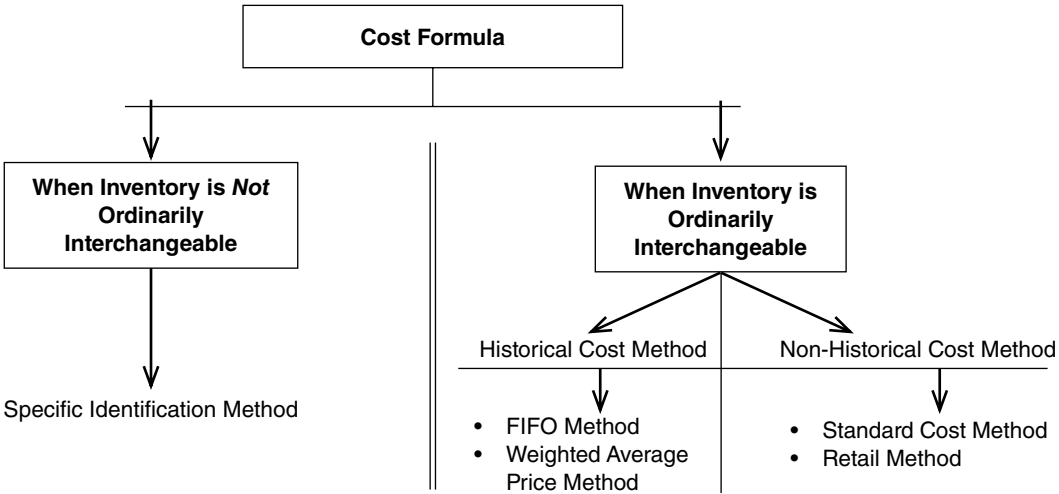 Cost Formula
When Inventory is Not
Ordinarily
Interchangeable
When Inventory is
Ordinarily
Interchangeable
Historical Cost Method
Non-Historical Cost Method
Specific Identification Method
• FIFO Method
• Weighted Average
Price Method
• Standard Cost Method
• Retail Method